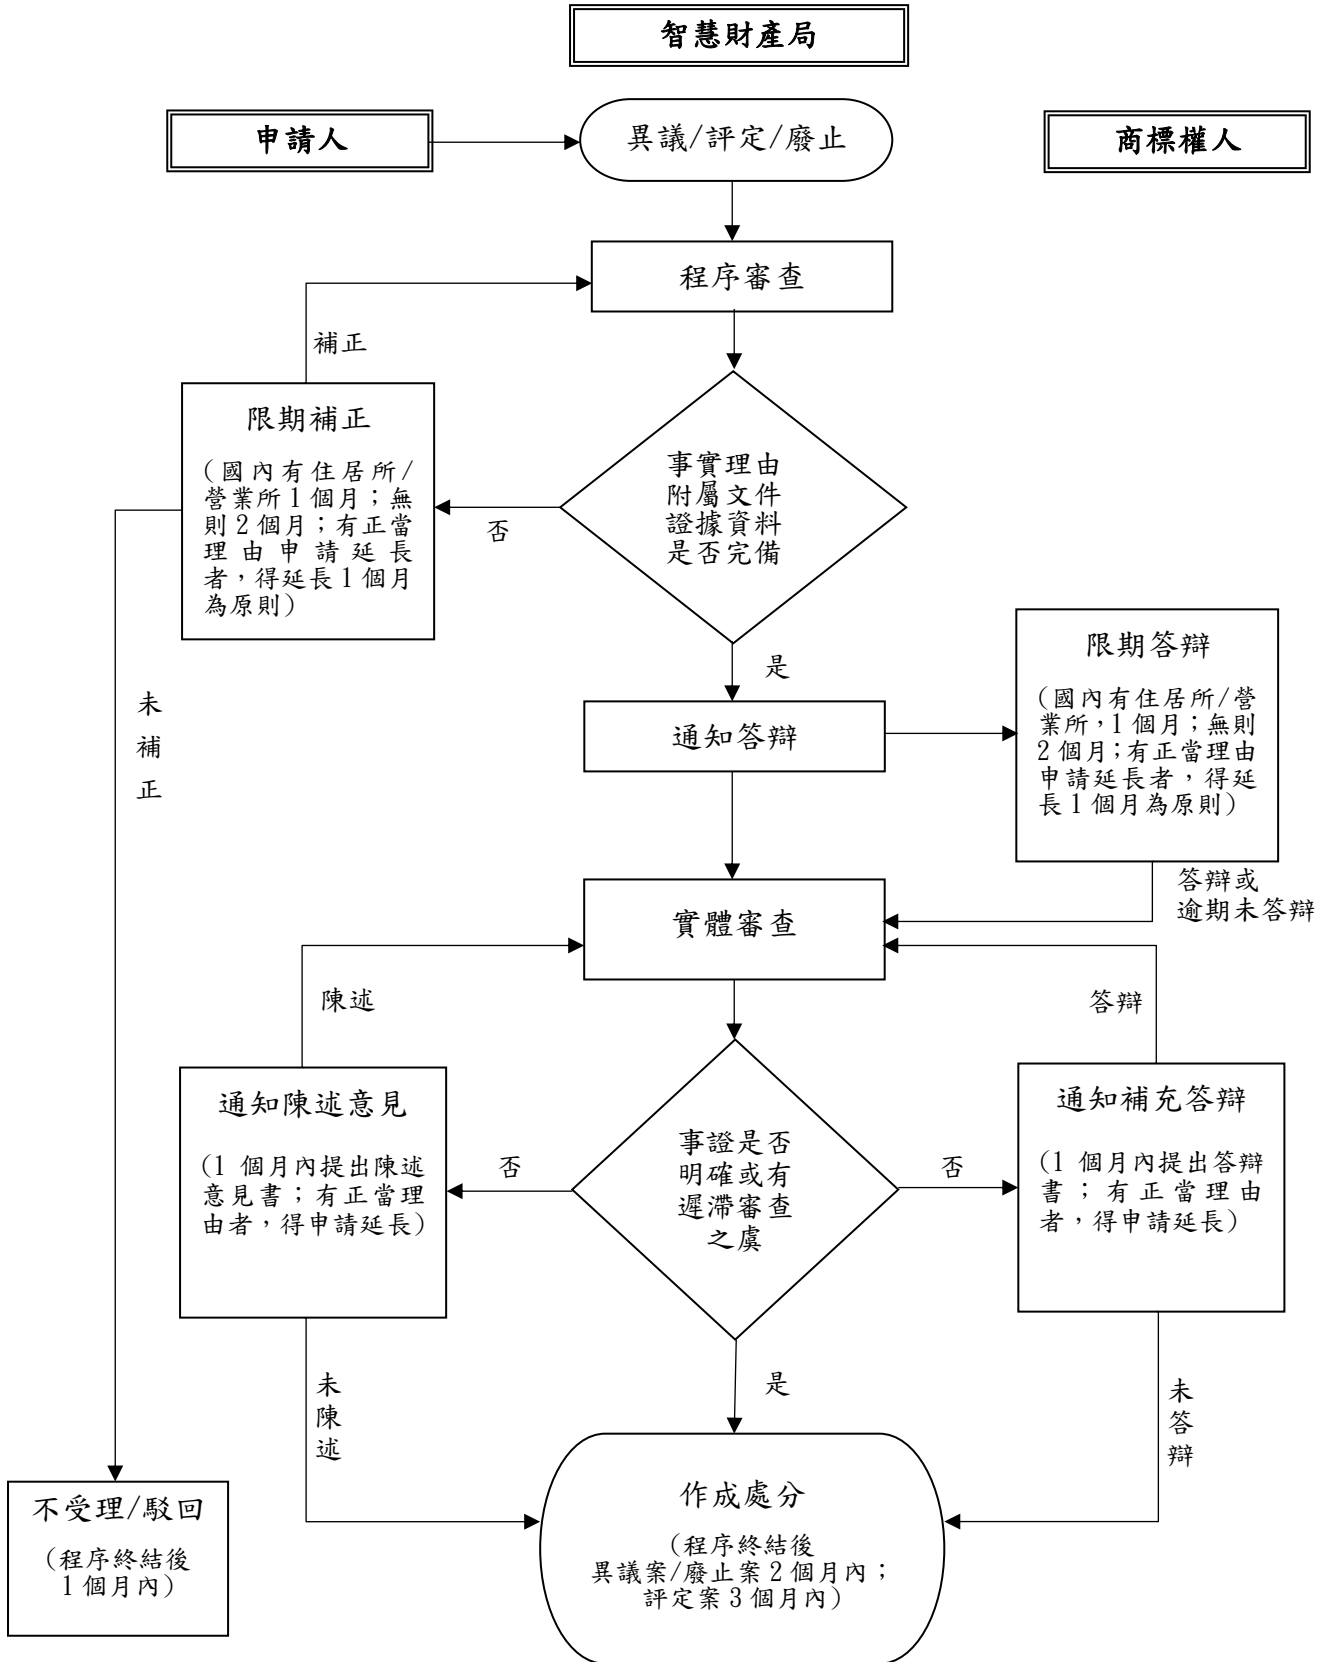 智慧財產局
申請人
異議/評定/廢止
商標權人
程序審查
補正
限期補正
(國內有住居所/
營業所1個月；無
則2個月；有正當
理由申請延長
者，得延長1個月
為原則)
事實理由
附屬文件
證據資料
是否完備
否
是
未
補
正
通知答辯
限期答辯
(國內有住居所/營
業所，1個月；無則
2個月；有正當理由
申請延長者，得延
長1個月為原則)
答辯或
逾期未答辯
實體審查
陳述
答辯
通知陳述意見
(1 個月內提出陳述
意見書；有正當理
由者，得申請延長)
否
事證是否
明確或有
遲滯審查
之虞
否
通知補充答辯
(1 個月內提出答辯
書；有正當理由
者，得申請延長)
未
陳
述
是
未
答
辯
不受理/駁回
(程序終結後
1個月內)
作成處分
(程序終結後
異議案/廢止案2個月內；
評定案3個月內)